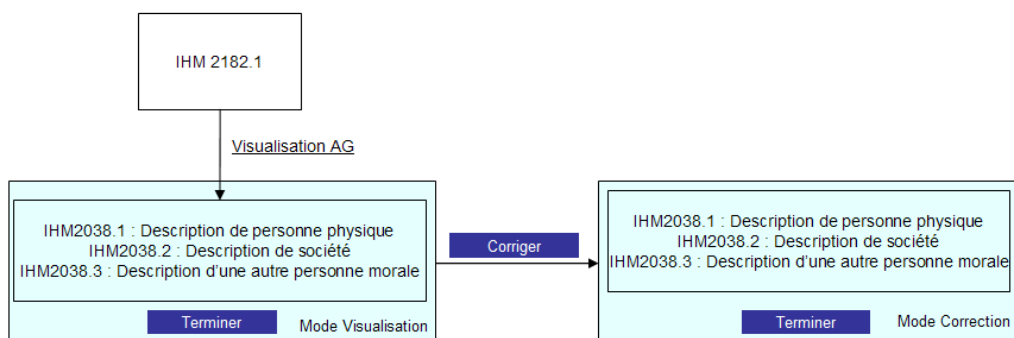 IHM 2182.1
Visualisation AG
IHM2038.1 : Description de personne physique
IHM2038.2 : Description de société
IHM2038.3 : Description d'une autre personne morale
Terminer
Mode Visualisation
Corriger
IHM2038.1 : Description de personne physique
IHM2038.2 : Description de société
IHM2038.3 : Description d'une autre personne morale
Terminer
Mode Correction